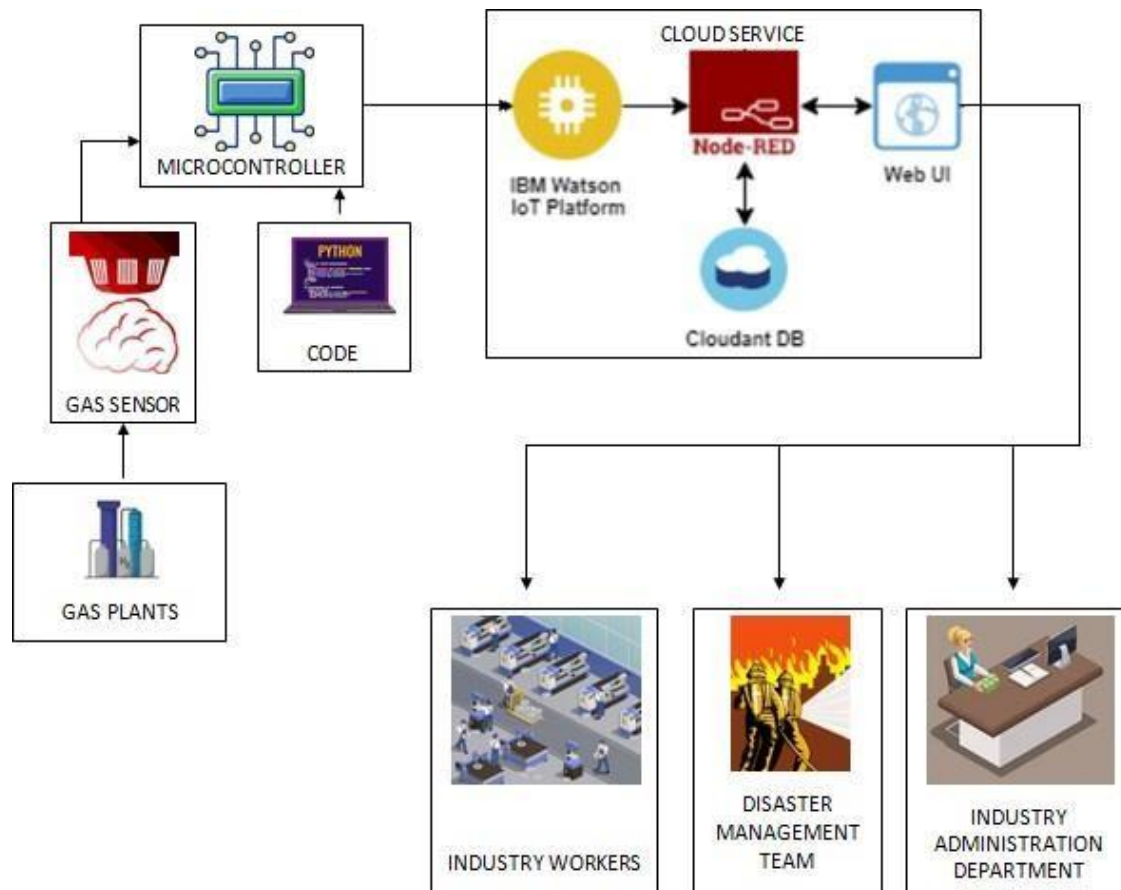 CLOUD SERVICE
MICROCONTROLLER
Node-RED
IBM Watson
IoT Platform
Web UI
PYTHON
CODE
Cloudant DB
GAS SENSOR
GAS PLANTS
INDUSTRY WORKERS
DISASTER
MANAGEMENT
TEAM
INDUSTRY
ADMINISTRATION
DEPARTMENT